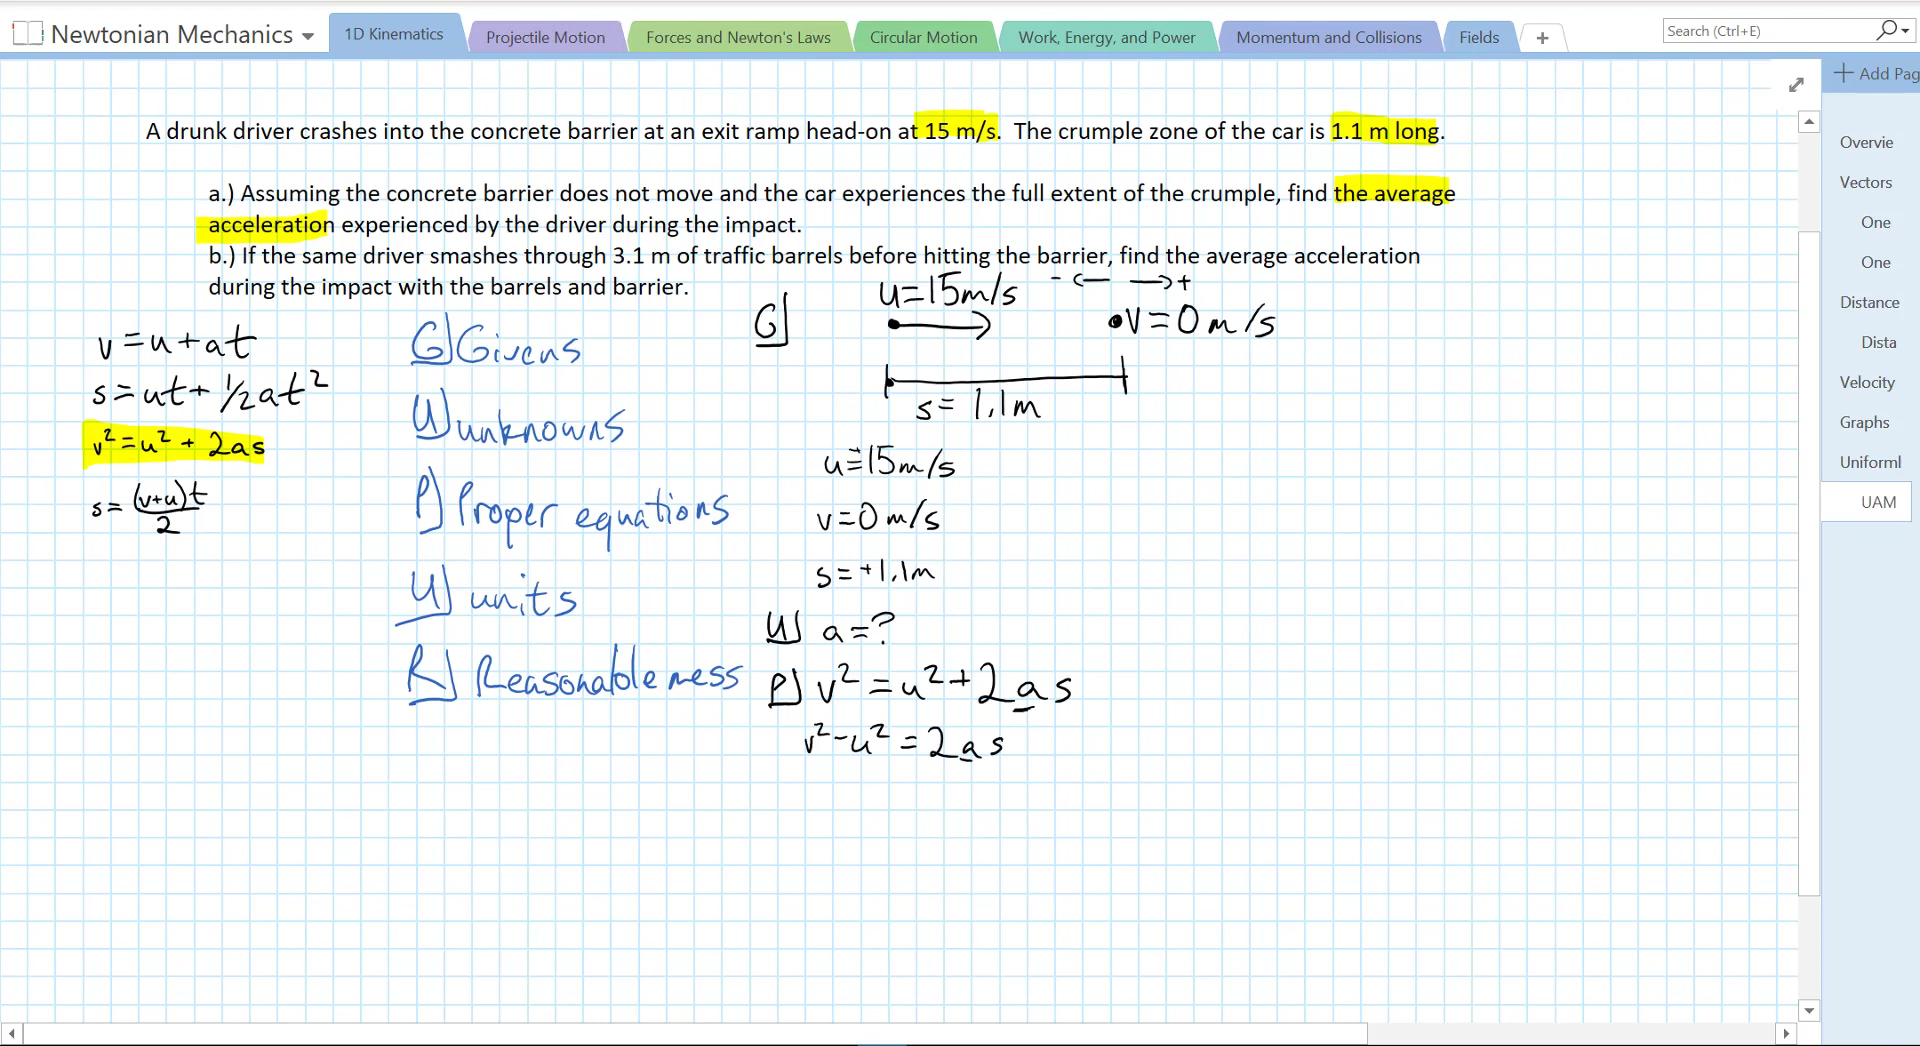 Newtonian Mechanics
1D Kinematics
Projectile Motion
Forces and Newton's Laws
Circular Motion
Work, Energy, and Power
Momentum and Collisions
Fields
+
Search (Ctrl+E)
+ Add Pag
A drunk driver crashes into the concrete barrier at an exit ramp head-on at 15 m/s. The crumple zone of the car is 1.1 m long.
a.) Assuming the concrete barrier does not move and the car experiences the full extent of the crumple, find the average
acceleration experienced by the driver during the impact.
b.) If the same driver smashes through 3.1 m of traffic barrels before hitting the barrier, find the average acceleration
during the impact with the barrels and barrier.
v = u + at
s = ut + 1/2 at²
v² = u² + 2as
s = (v+u)t
2
G) Givens
U) unknowns
P) Proper equations
U) units
R) Reasonableness
G)
u = 15 m/s
- ← → +
v = 0 m/s
s = 1.1m
u = +15 m/s
v = 0 m/s
s = +1.1m
U) a = ?
P) v² = u² + 2as
v² - u² = 2as
Overvie
Vectors
One
One
Distance
Dista
Velocity
Graphs
Uniforml
UAM